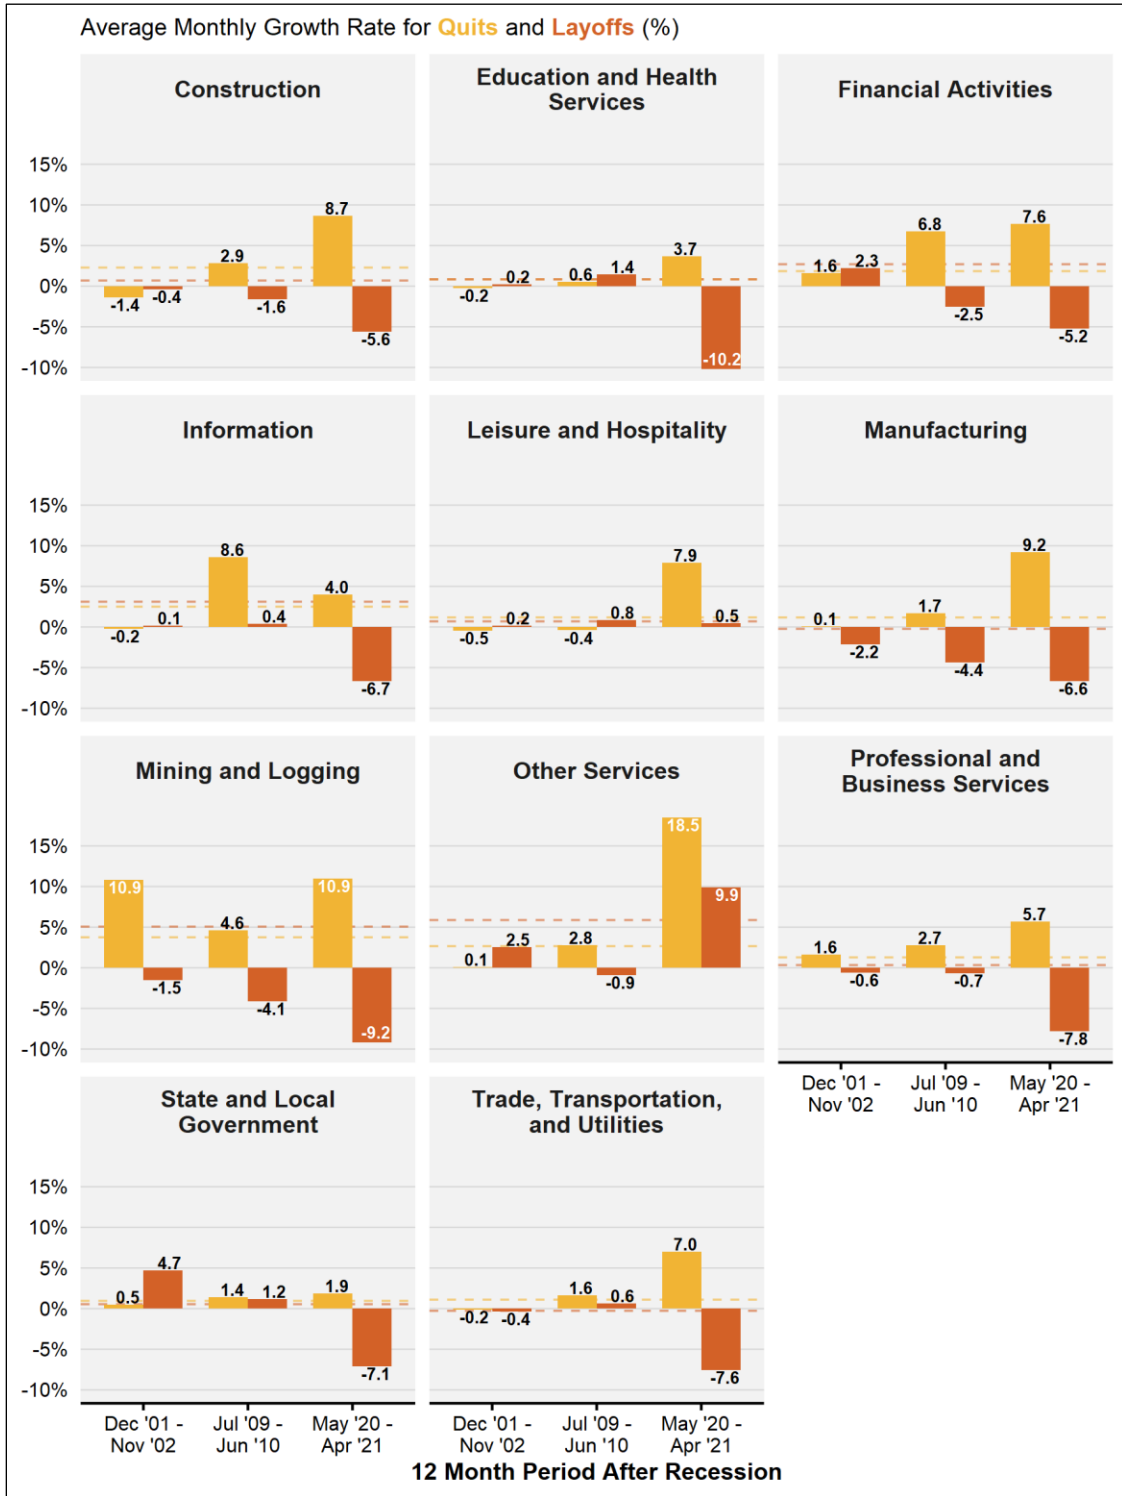 Average Monthly Growth Rate for Quits and Layoffs (%)
Construction
Education and Health
Services
Financial Activities
15%
10%
5%
0%
-5%
-10%
-1.4
-0.4
2.9
-1.6
8.7
-5.6
-0.2
0.2
0.6
1.4
3.7
-10.2
1.6
2.3
6.8
-2.5
7.6
-5.2
Information
Leisure and Hospitality
Manufacturing
15%
10%
5%
0%
-5%
-10%
-0.2
0.1
8.6
0.4
4.0
-6.7
-0.5
0.2
-0.4
0.8
7.9
0.5
0.1
-2.2
1.7
-4.4
9.2
-6.6
Mining and Logging
Other Services
Professional and
Business Services
15%
10%
5%
0%
-5%
-10%
10.9
-1.5
4.6
-4.1
10.9
-9.2
0.1
2.5
2.8
-0.9
18.5
9.9
1.6
-0.6
2.7
-0.7
5.7
-7.8
Dec '01 -
Nov '02
Jul '09 -
Jun '10
May '20 -
Apr '21
State and Local
Government
Trade, Transportation,
and Utilities
15%
10%
5%
0%
-5%
-10%
0.5
4.7
1.4
1.2
1.9
-7.1
-0.2
-0.4
1.6
0.6
7.0
-7.6
Dec '01 -
Nov '02
Jul '09 -
Jun '10
May '20 -
Apr '21
Dec '01 -
Nov '02
Jul '09 -
Jun '10
May '20 -
Apr '21
12 Month Period After Recession